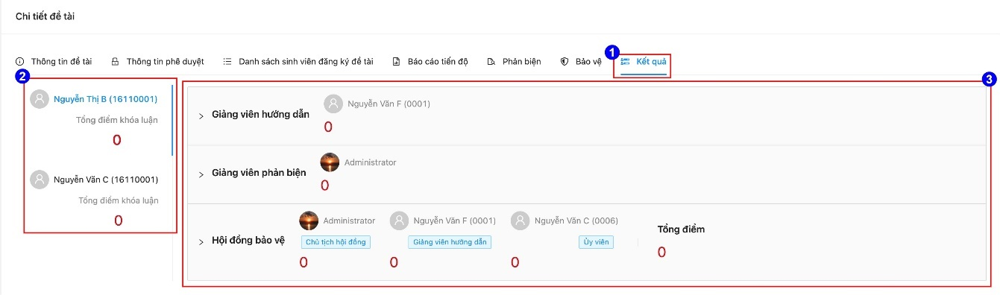 Chi tiết đề tài
Thông tin đề tài
Thông tin phê duyệt
Danh sách sinh viên đăng ký đề tài
Báo cáo tiến độ
Phản biện
Bảo vệ
1
Kết quả
2
Nguyễn Thị B (16110001)
Tổng điểm khóa luận
0
Nguyễn Văn C (16110001)
Tổng điểm khóa luận
0
3
Giảng viên hướng dẫn
Nguyễn Văn F (0001)
0
Giảng viên phản biện
Administrator
0
Hội đồng bảo vệ
Administrator
Chủ tịch hội đồng
0
Nguyễn Văn F (0001)
Giảng viên hướng dẫn
0
Nguyễn Văn C (0006)
Ủy viên
0
Tổng điểm
0